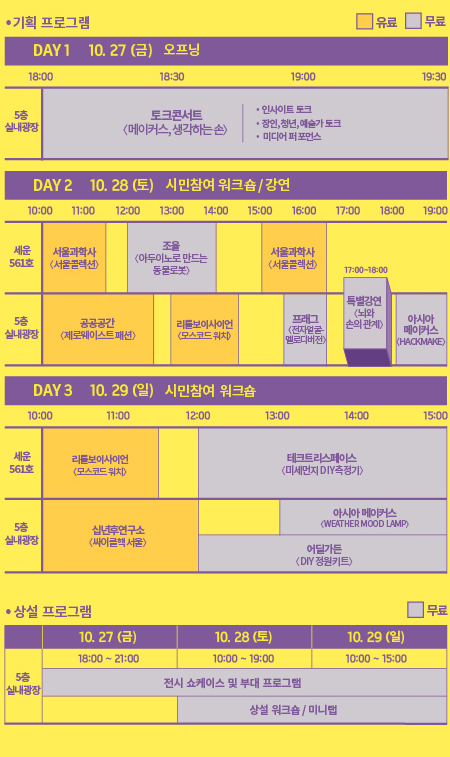 •기획 프로그램
유료
무료
DAY 1 10. 27 (금) 오프닝
18:00 18:30 19:00 19:30
5층
실내광장
토크콘서트
〈메이커스, 생각하는 손〉
• 인사이트 토크
• 장인, 청년, 예술가 토크
• 미디어 퍼포먼스
DAY 2 10. 28 (토) 시민참여 워크숍 / 강연
10:00 11:00 12:00 13:00 14:00 15:00 16:00 17:00 18:00 19:00
세운
561호
서울과학사
〈서울콜렉션〉
조율
〈아두이노로 만드는
동물로봇〉
서울과학사
〈서울콜렉션〉
17:00~18:00
특별강연
〈뇌와
손의 관계〉
5층
실내광장
공공공간
〈제로웨이스트 패션〉
리틀보이사이언
〈모스코드 워치〉
프래그
〈전자얼굴-
멜로디버전〉
아시아
메이커스
〈HACKMAKE〉
DAY 3 10. 29 (일) 시민참여 워크숍
10:00 11:00 12:00 13:00 14:00 15:00
세운
561호
리틀보이사이언
〈모스코드 워치〉
테크트리스페이스
〈미세먼지 DIY측정기〉
5층
실내광장
십년후연구소
〈싸이클핵 서울〉
아시아 메이커스
〈WEATHER MOOD LAMP〉
어딜가든
〈DIY 정원키트〉
•상설 프로그램
무료
10. 27 (금) 10. 28 (토) 10. 29 (일)
18:00 ~ 21:00 10:00 ~ 19:00 10:00 ~ 15:00
5층
실내광장
전시 쇼케이스 및 부대 프로그램
상설 워크숍 / 미니랩